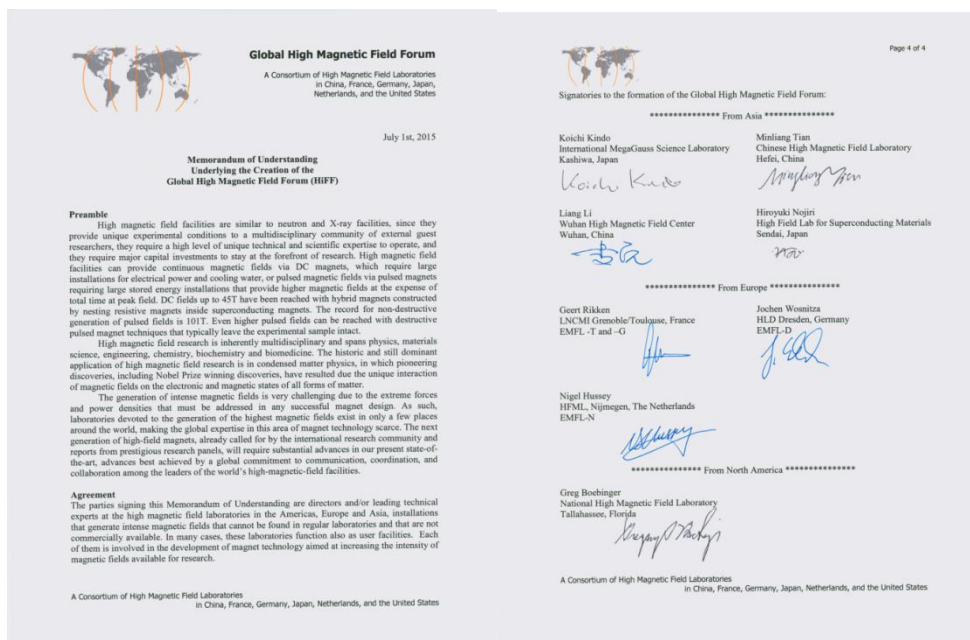 Global High Magnetic Field Forum
A Consortium of High Magnetic Field Laboratories
in China, France, Germany, Japan,
Netherlands, and the United States
July 1st, 2015
Memorandum of Understanding
Underlying the Creation of the
Global High Magnetic Field Forum (HiFF)
Preamble
High magnetic field facilities are similar to neutron and X-ray facilities, since they
provide unique experimental conditions to a multidisciplinary community of external guest
researchers, they require a high level of unique technical and scientific expertise to operate, and
they require major capital investments to stay at the forefront of research. High magnetic field
facilities can provide continuous magnetic fields via DC magnets, which require large
installations for electrical power and cooling water, or pulsed magnetic fields via pulsed magnets
requiring large stored energy installations that provide higher magnetic fields at the expense of
total time at peak field. DC fields up to 45T have been reached with hybrid magnets constructed
by nesting resistive magnets inside superconducting magnets. The record for non-destructive
generation of pulsed fields is 101T. Even higher pulsed fields can be reached with destructive
pulsed magnet techniques that typically leave the experimental sample intact.
High magnetic field research is inherently multidisciplinary and spans physics, materials
science, engineering, chemistry, biochemistry and biomedicine. The historic and still dominant
application of high magnetic field research is in condensed matter physics, in which pioneering
discoveries, including Nobel Prize winning discoveries, have resulted due the unique interaction
of magnetic fields on the electronic and magnetic states of all forms of matter.
The generation of intense magnetic fields is very challenging due to the extreme forces
and power densities that must be addressed in any successful magnet design. As such,
laboratories devoted to the generation of the highest magnetic fields exist in only a few places
around the world, making the global expertise in this area of magnet technology scarce. The next
generation of high-field magnets, already called for by the international research community and
reports from prestigious research panels, will require substantial advances in our present state-of-
the-art, advances best achieved by a global commitment to communication, coordination, and
collaboration among the leaders of the world's high-magnetic-field facilities.
Agreement
The parties signing this Memorandum of Understanding are directors and/or leading technical
experts at the high magnetic field laboratories in the Americas, Europe and Asia, installations
that generate intense magnetic fields that cannot be found in regular laboratories and that are not
commercially available. In many cases, these laboratories function also as user facilities. Each
of them is involved in the development of magnet technology aimed at increasing the intensity of
magnetic fields available for research.
A Consortium of High Magnetic Field Laboratories
in China, France, Germany, Japan, Netherlands, and the United States
Page 4 of 4
Signatories to the formation of the Global High Magnetic Field Forum:
*************** From Asia ***************
Koichi Kindo
International MegaGauss Science Laboratory
Kashiwa, Japan
Koichi Kindo
Minliang Tian
Chinese High Magnetic Field Laboratory
Hefei, China
Liang Li
Wuhan High Magnetic Field Center
Wuhan, China
Hiroyuki Nojiri
High Field Lab for Superconducting Materials
Sendai, Japan
*************** From Europe ***************
Geert Rikken
LNCMI Grenoble/Toulouse, France
EMFL -T and –G
Jochen Wosnitza
HLD Dresden, Germany
EMFL-D
Nigel Hussey
HFML, Nijmegen, The Netherlands
EMFL-N
NEHussey
*************** From North America ***************
Greg Boebinger
National High Magnetic Field Laboratory
Tallahassee, Florida
A Consortium of High Magnetic Field Laboratories
in China, France, Germany, Japan, Netherlands, and the United States